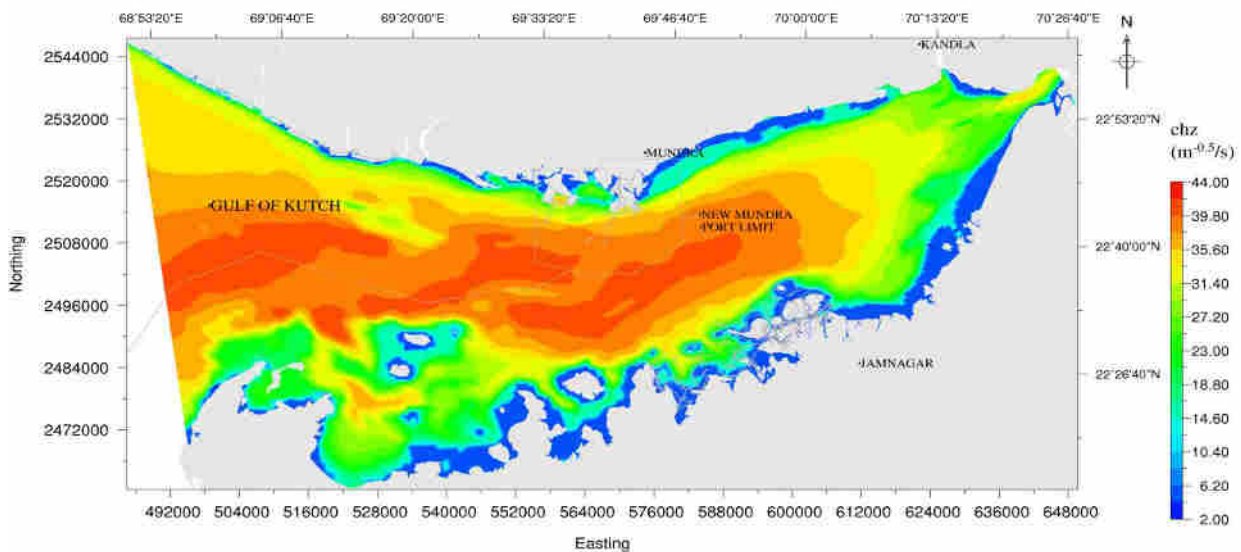 68°53'20"E 69°06'40"E 69°20'00"E 69°33'20"E 69°46'40"E 70°00'00"E 70°13'20"E 70°26'40"E
N
KANDLA
2544000
2532000
22°53'20"N
chz
(m⁻⁰·⁵/s)
MUNDRA
2520000
44.00
GULF OF KUTCH
NEW MUNDRA
PORT LIMIT
39.80
2508000
22°40'00"N
35.60
Northing
31.40
2496000
27.20
23.00
2484000
JAMNAGAR
22°26'40"N
18.80
14.60
2472000
10.40
6.20
2.00
492000 504000 516000 528000 540000 552000 564000 576000 588000 600000 612000 624000 636000 648000
Easting